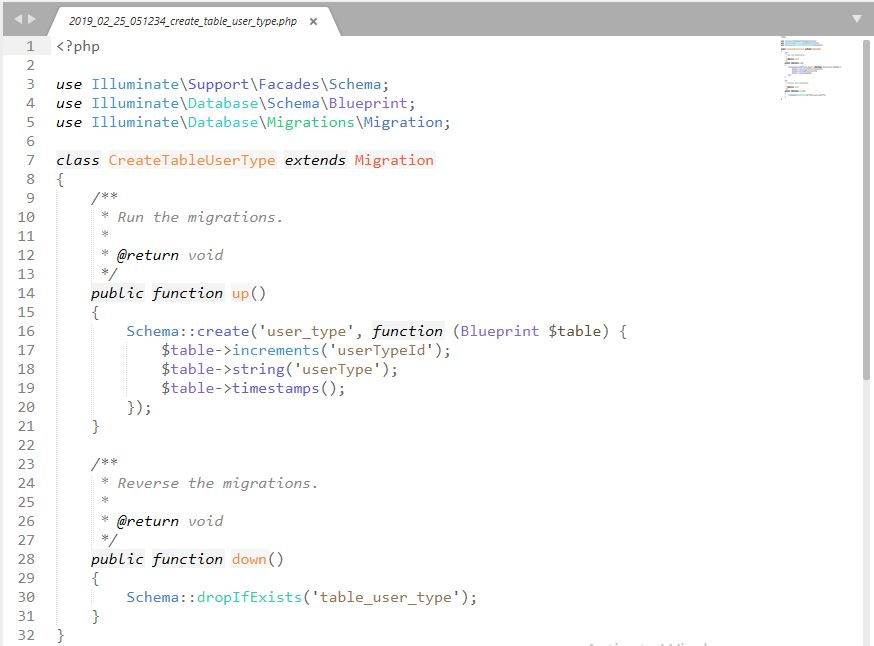 2019_02_25_051234_create_table_user_type.php ×
1 <?php
2
3 use Illuminate\Support\Facades\Schema;
4 use Illuminate\Database\Schema\Blueprint;
5 use Illuminate\Database\Migrations\Migration;
6
7 class CreateTableUserType extends Migration
8 {
9     /**
10      * Run the migrations.
11      *
12      * @return void
13      */
14     public function up()
15     {
16         Schema::create('user_type', function (Blueprint $table) {
17             $table->increments('userTypeId');
18             $table->string('userType');
19             $table->timestamps();
20         });
21     }
22
23     /**
24      * Reverse the migrations.
25      *
26      * @return void
27      */
28     public function down()
29     {
30         Schema::dropIfExists('table_user_type');
31     }
32 }